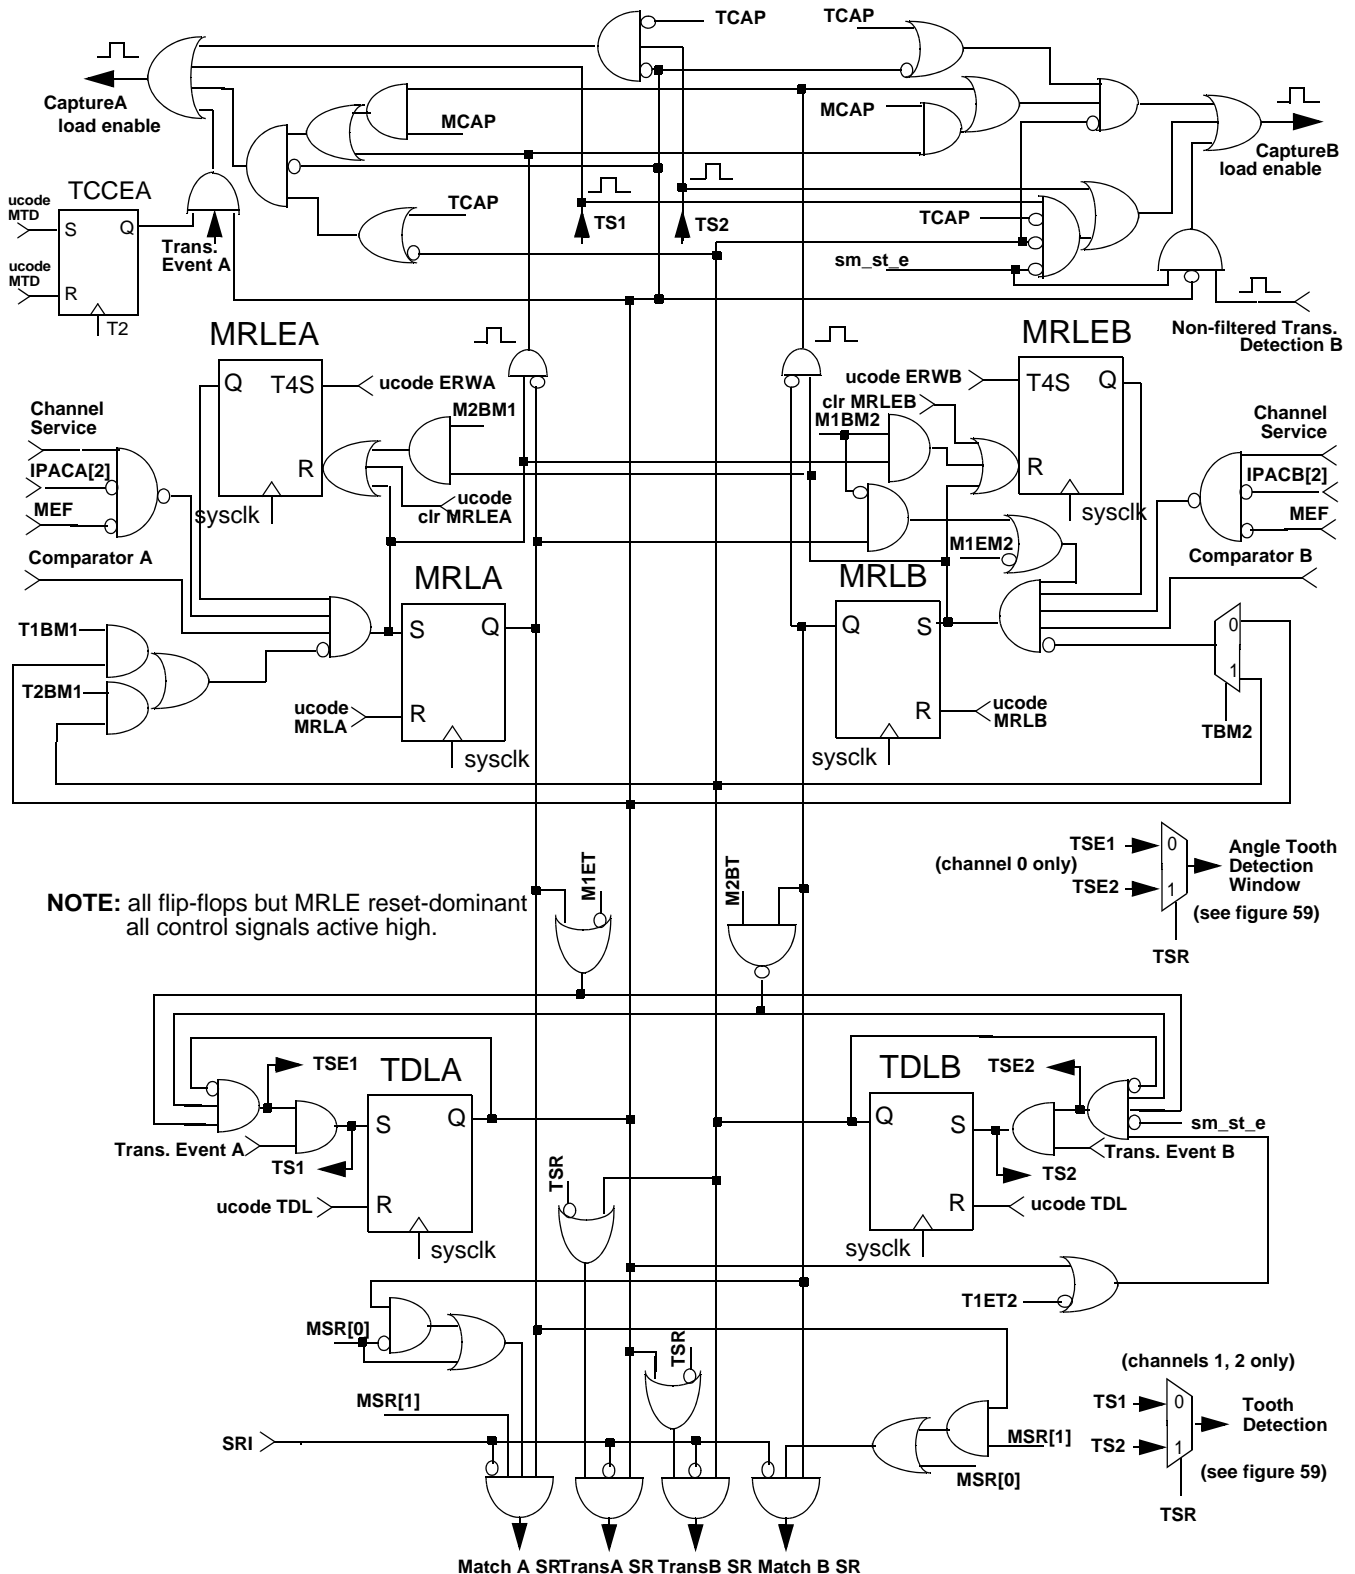 TCAP
TCAP
CaptureA
load enable
MCAP
MCAP
CaptureB
load enable
TCCEA
ucode
MTD
S
Q
ucode
MTD
R
T2
Trans.
Event A
TCAP
TS1
TS2
TCAP
sm_st_e
Non-filtered Trans.
Detection B
MRLEA
Q
T4S
R
sysclk
ucode ERWA
M2BM1
ucode
clr MRLEA
MRLEB
ucode ERWB
clr MRLEB
M1BM2
T4S
Q
R
sysclk
M1EM2
Channel
Service
IPACA[2]
MEF
Comparator A
Channel
Service
IPACB[2]
MEF
Comparator B
MRLA
S
Q
R
ucode
MRLA
sysclk
T1BM1
T2BM1
MRLB
Q
S
R
ucode
MRLB
sysclk
0
1
TBM2
NOTE: all flip-flops but MRLE reset-dominant
all control signals active high.
M1ET
M2BT
TSE1
(channel 0 only)
TSE2
0
1
Angle Tooth
Detection
Window
(see figure 59)
TSR
TSE1
TDLA
S
Q
R
Trans. Event A
TS1
ucode TDL
sysclk
TDLB
TSE2
Q
S
R
sm_st_e
Trans. Event B
TS2
ucode TDL
sysclk
TSR
T1ET2
MSR[0]
TSR
MSR[1]
SRI
MSR[1]
MSR[0]
(channels 1, 2 only)
TS1
TS2
0
1
Tooth
Detection
(see figure 59)
TSR
Match A SR TransA SR TransB SR Match B SR